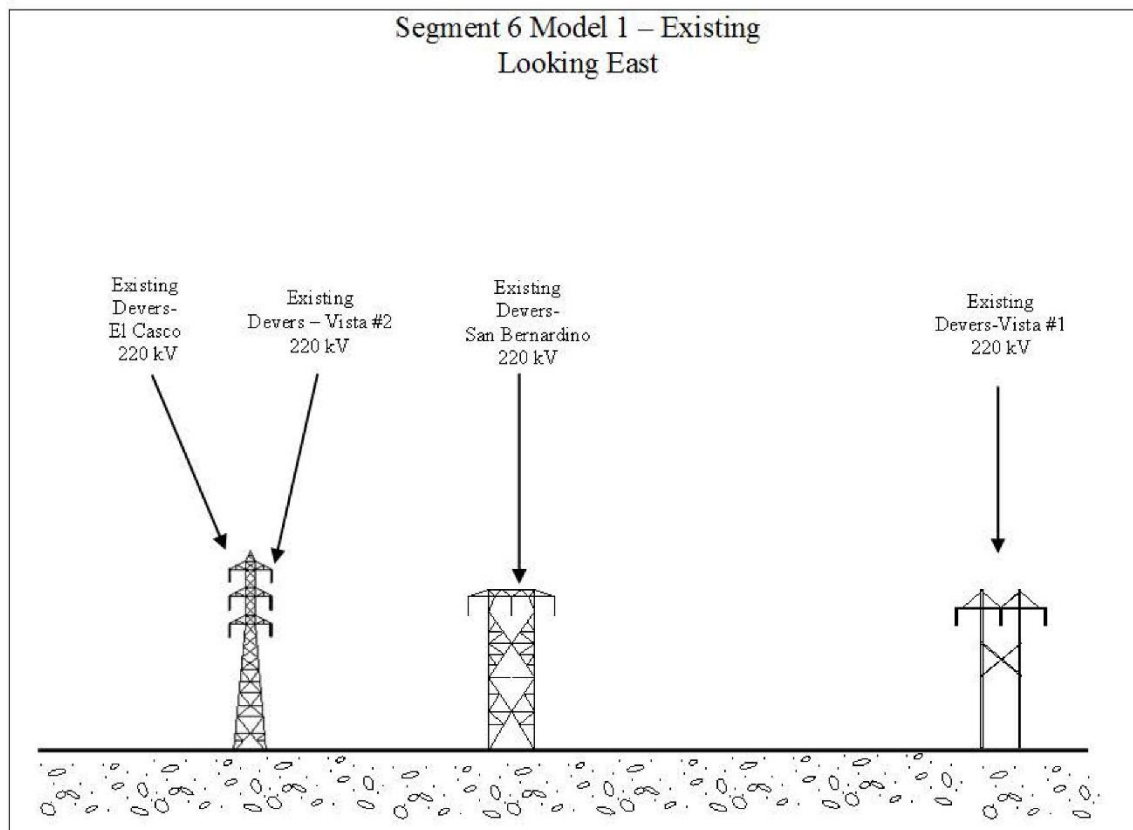 Segment 6 Model 1 – Existing
Looking East
Existing
Devers-
El Casco
220 kV
Existing
Devers – Vista #2
220 kV
Existing
Devers-
San Bernardino
220 kV
Existing
Devers-Vista #1
220 kV